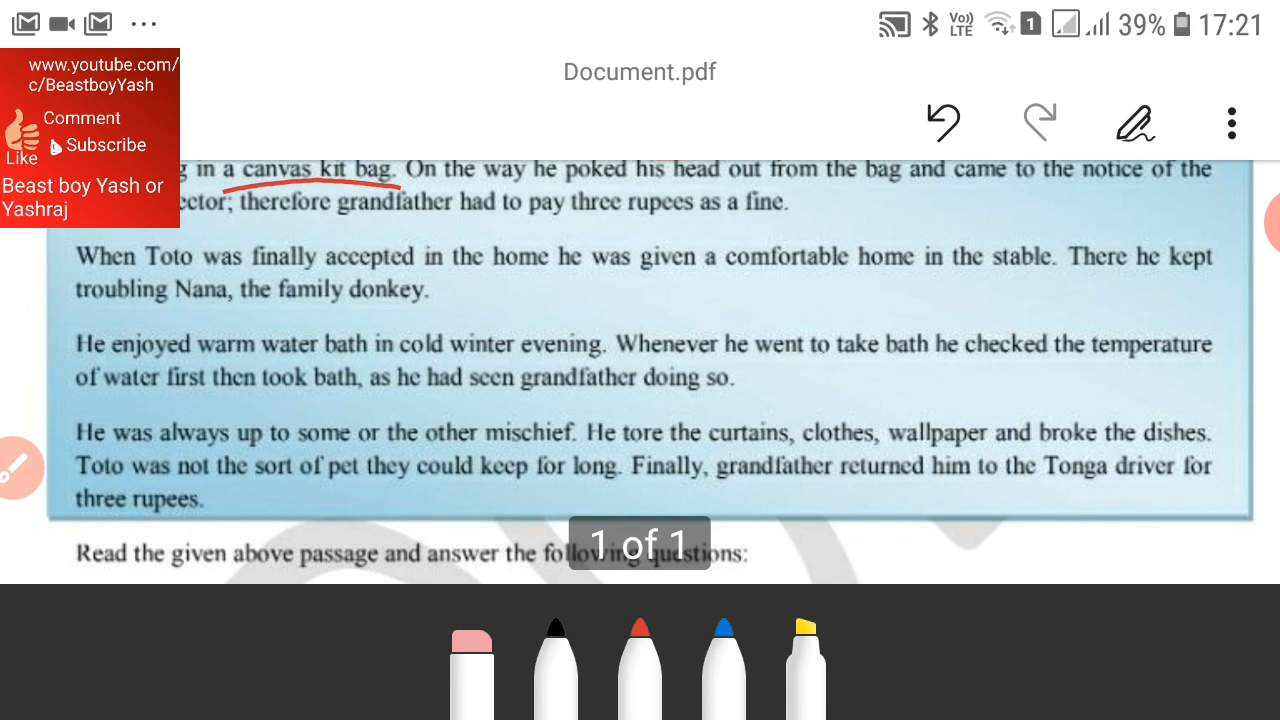 ... Vo)) LTE 1 39% 17:21
www.youtube.com/
c/BeastboyYash
Comment
Subscribe
Like
Beast boy Yash or
Yashraj
Document.pdf
g in a canvas kit bag. On the way he poked his head out from the bag and came to the notice of the
ector; therefore grandfather had to pay three rupees as a fine.
When Toto was finally accepted in the home he was given a comfortable home in the stable. There he kept
troubling Nana, the family donkey.
He enjoyed warm water bath in cold winter evening. Whenever he went to take bath he checked the temperature
of water first then took bath, as he had seen grandfather doing so.
He was always up to some or the other mischief. He tore the curtains, clothes, wallpaper and broke the dishes.
Toto was not the sort of pet they could keep for long. Finally, grandfather returned him to the Tonga driver for
three rupees.
Read the given above passage and answer the following questions:
1 of 1